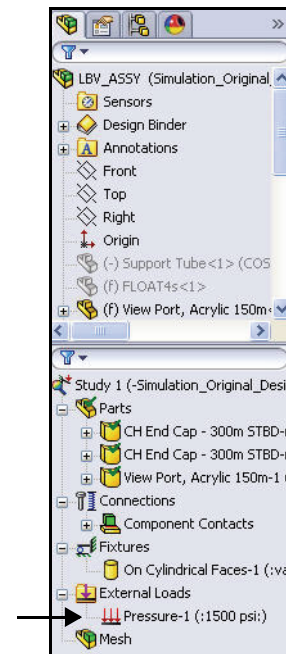 LBV_ASSY (Simulation_Original_
Sensors
Design Binder
Annotations
Front
Top
Right
Origin
(-) Support Tube<1> (COS
(f) FLOAT4s<1>
(f) View Port, Acrylic 150m
Study 1 (-Simulation_Original_Desi
Parts
CH End Cap - 300m STBD-
CH End Cap - 300m STBD-
View Port, Acrylic 150m-1
Connections
Component Contacts
Fixtures
On Cylindrical Faces-1 (:va
External Loads
Pressure-1 (:1500 psi:)
Mesh